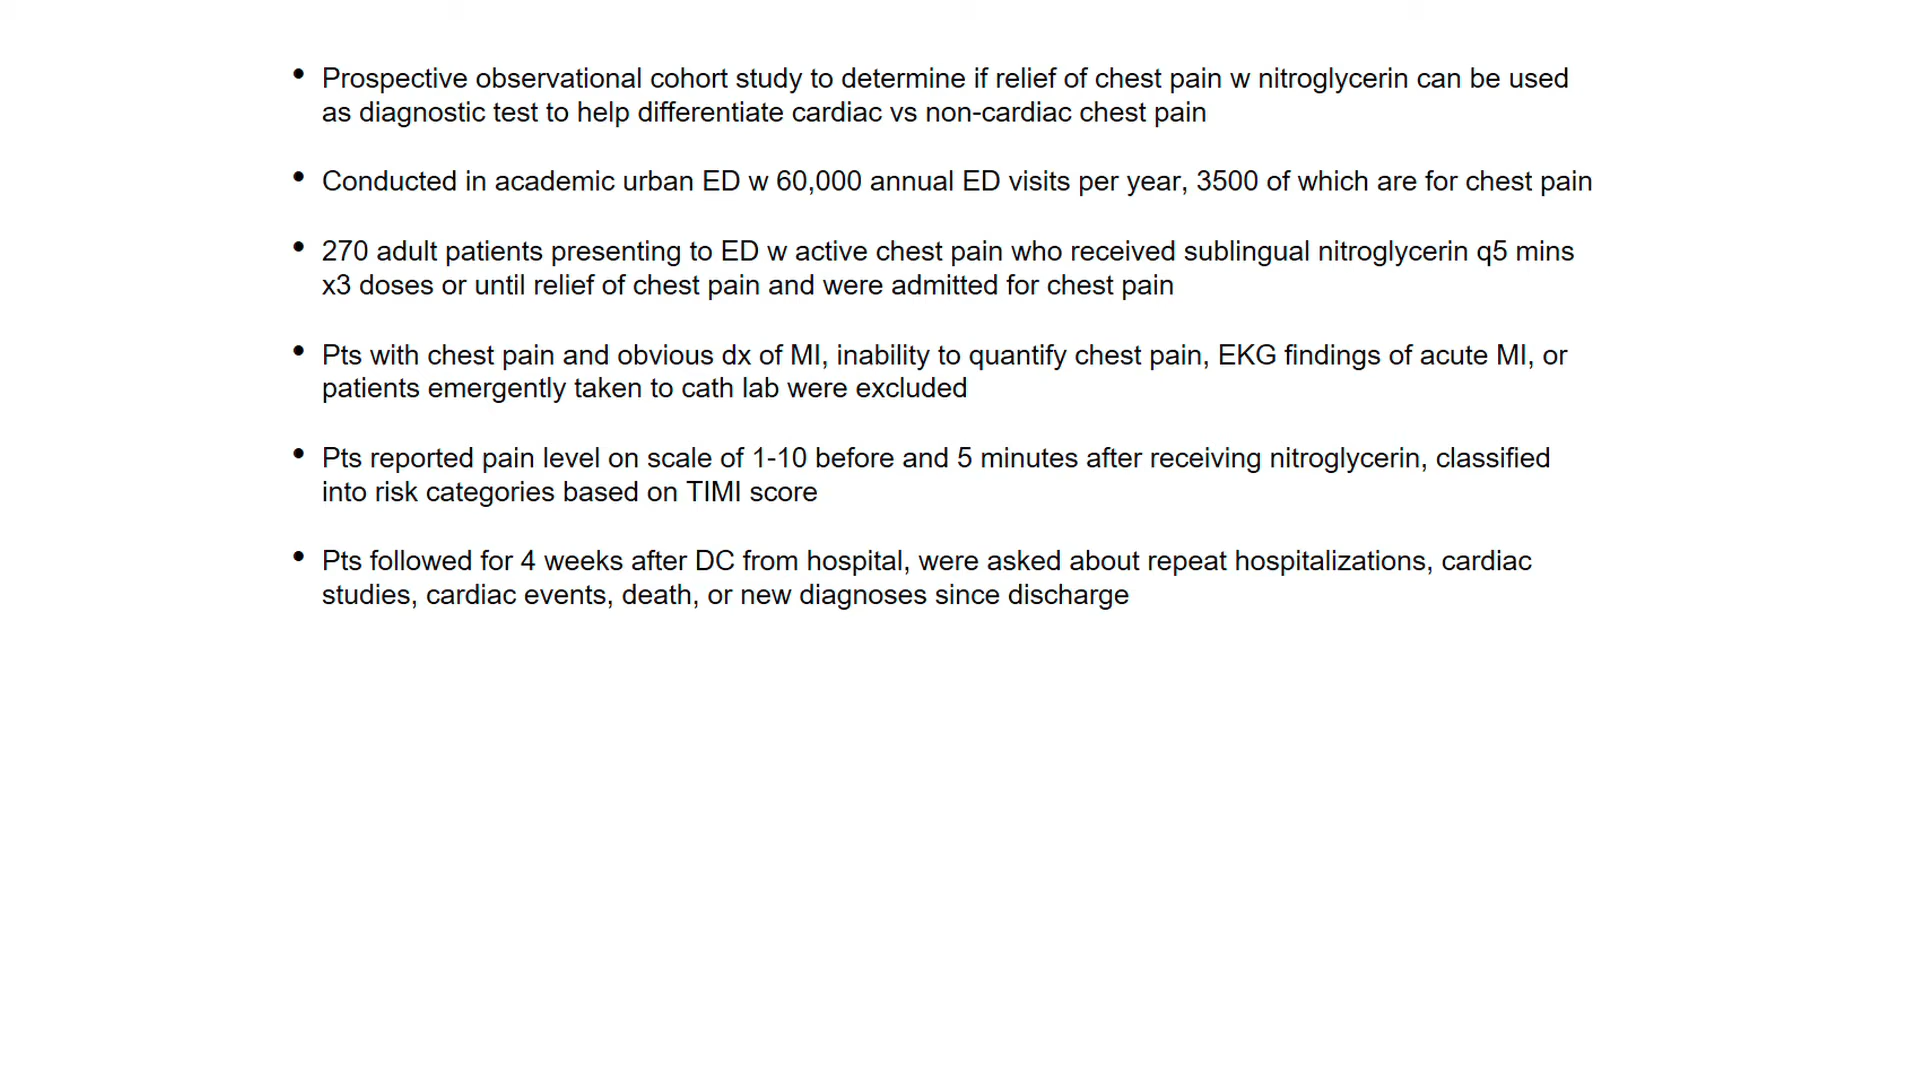 • Prospective observational cohort study to determine if relief of chest pain w nitroglycerin can be used
as diagnostic test to help differentiate cardiac vs non-cardiac chest pain
• Conducted in academic urban ED w 60,000 annual ED visits per year, 3500 of which are for chest pain
• 270 adult patients presenting to ED w active chest pain who received sublingual nitroglycerin q5 mins
x3 doses or until relief of chest pain and were admitted for chest pain
• Pts with chest pain and obvious dx of MI, inability to quantify chest pain, EKG findings of acute MI, or
patients emergently taken to cath lab were excluded
• Pts reported pain level on scale of 1-10 before and 5 minutes after receiving nitroglycerin, classified
into risk categories based on TIMI score
• Pts followed for 4 weeks after DC from hospital, were asked about repeat hospitalizations, cardiac
studies, cardiac events, death, or new diagnoses since discharge